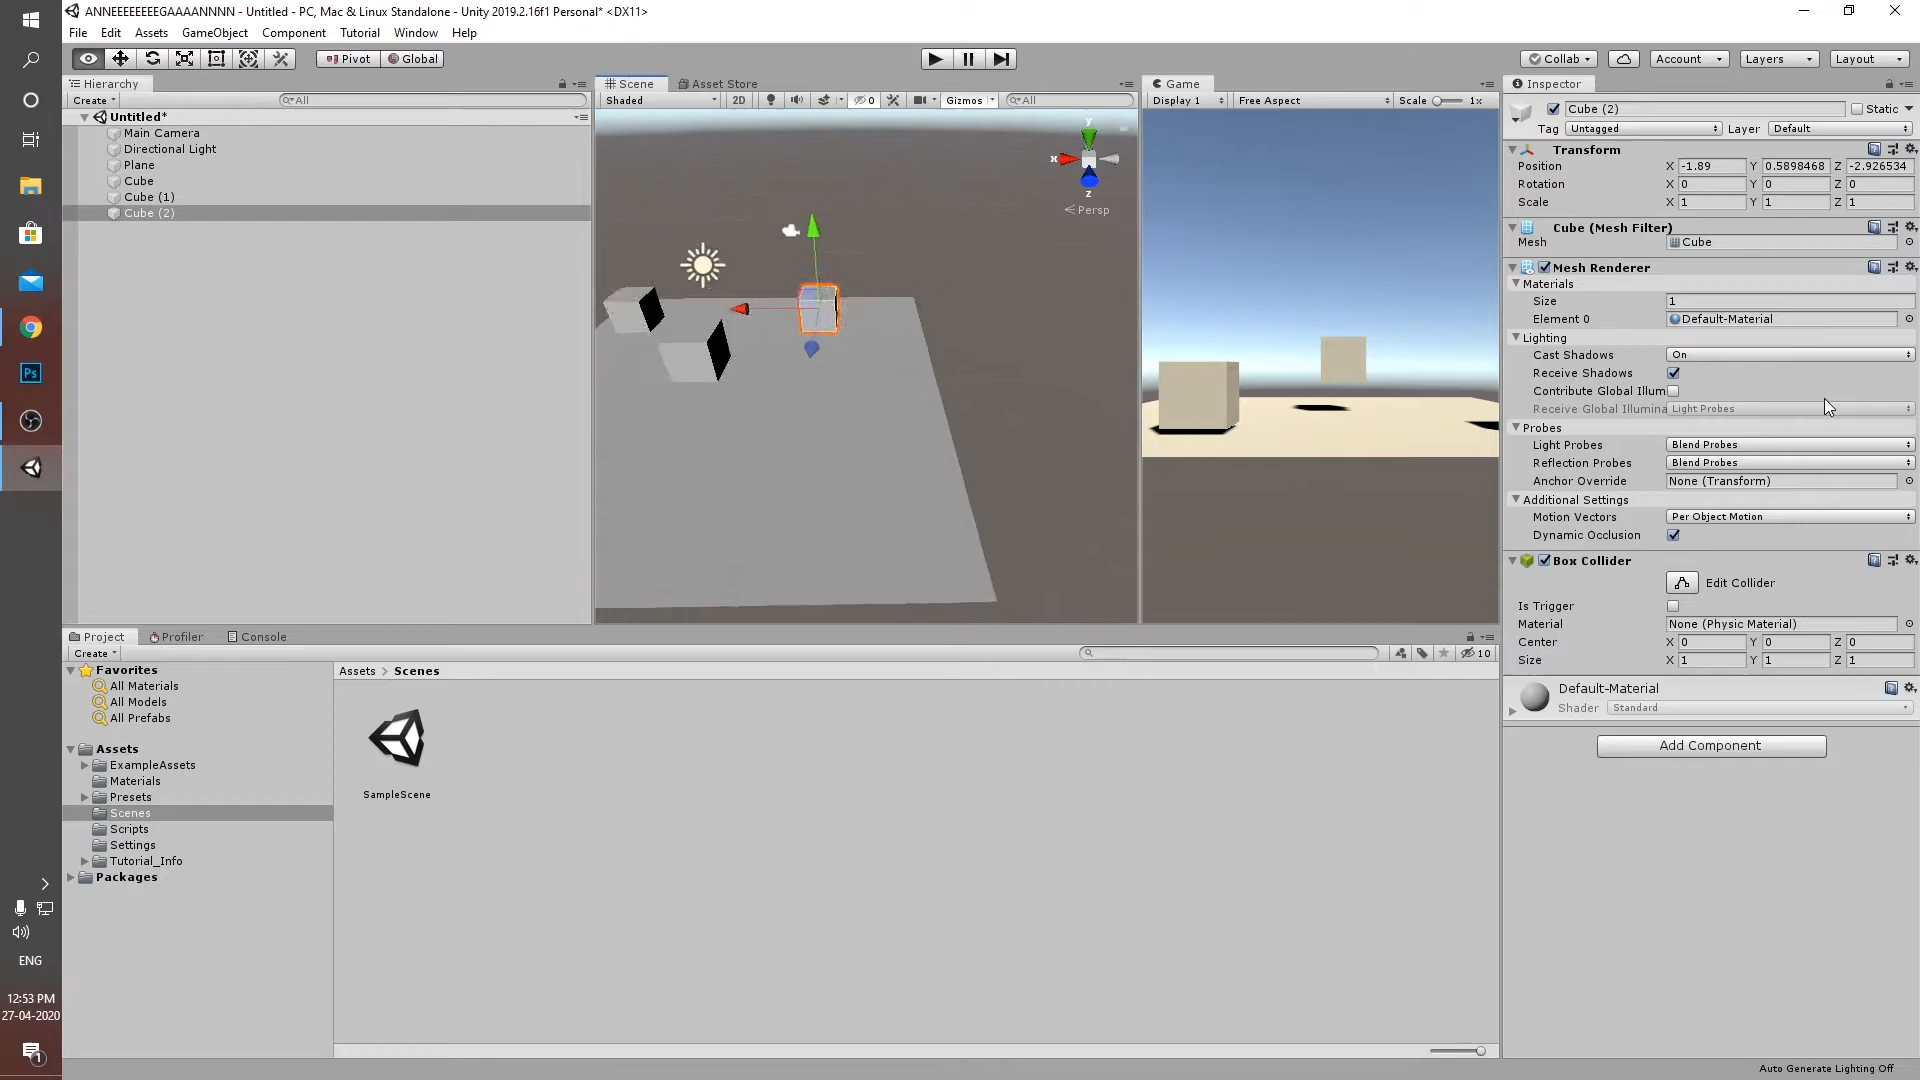 ANNEEEEEEEGAAAANNNN - Untitled - PC, Mac & Linux Standalone - Unity 2019.2.16f1 Personal* <DX11>
File Edit Assets GameObject Component Tutorial Window Help
Pivot Global Collab Account Layers Layout
Hierarchy
Create All
Untitled*
Main Camera
Directional Light
Plane
Cube
Cube (1)
Cube (2)
Scene Asset Store
Shaded 2D 0 Gizmos All
y
x
z
Persp
Game
Display 1 Free Aspect Scale 1x
Inspector
Cube (2) Static
Tag Untagged Layer Default
Transform
Position X -1.89 Y 0.5898468 Z -2.926534
Rotation X 0 Y 0 Z 0
Scale X 1 Y 1 Z 1
Cube (Mesh Filter)
Mesh Cube
Mesh Renderer
Materials
Size 1
Element 0 Default-Material
Lighting
Cast Shadows On
Receive Shadows
Contribute Global Illum
Receive Global Illumina Light Probes
Probes
Light Probes Blend Probes
Reflection Probes Blend Probes
Anchor Override None (Transform)
Additional Settings
Motion Vectors Per Object Motion
Dynamic Occlusion
Box Collider
Edit Collider
Is Trigger
Material None (Physic Material)
Center X 0 Y 0 Z 0
Size X 1 Y 1 Z 1
Default-Material
Shader Standard
Add Component
Project Profiler Console
Create 10
Favorites
All Materials
All Models
All Prefabs
Assets
ExampleAssets
Materials
Presets
Scenes
Scripts
Settings
Tutorial_Info
Packages
Assets > Scenes
SampleScene
Auto Generate Lighting Off
Ps
ENG
12:53 PM
27-04-2020
1